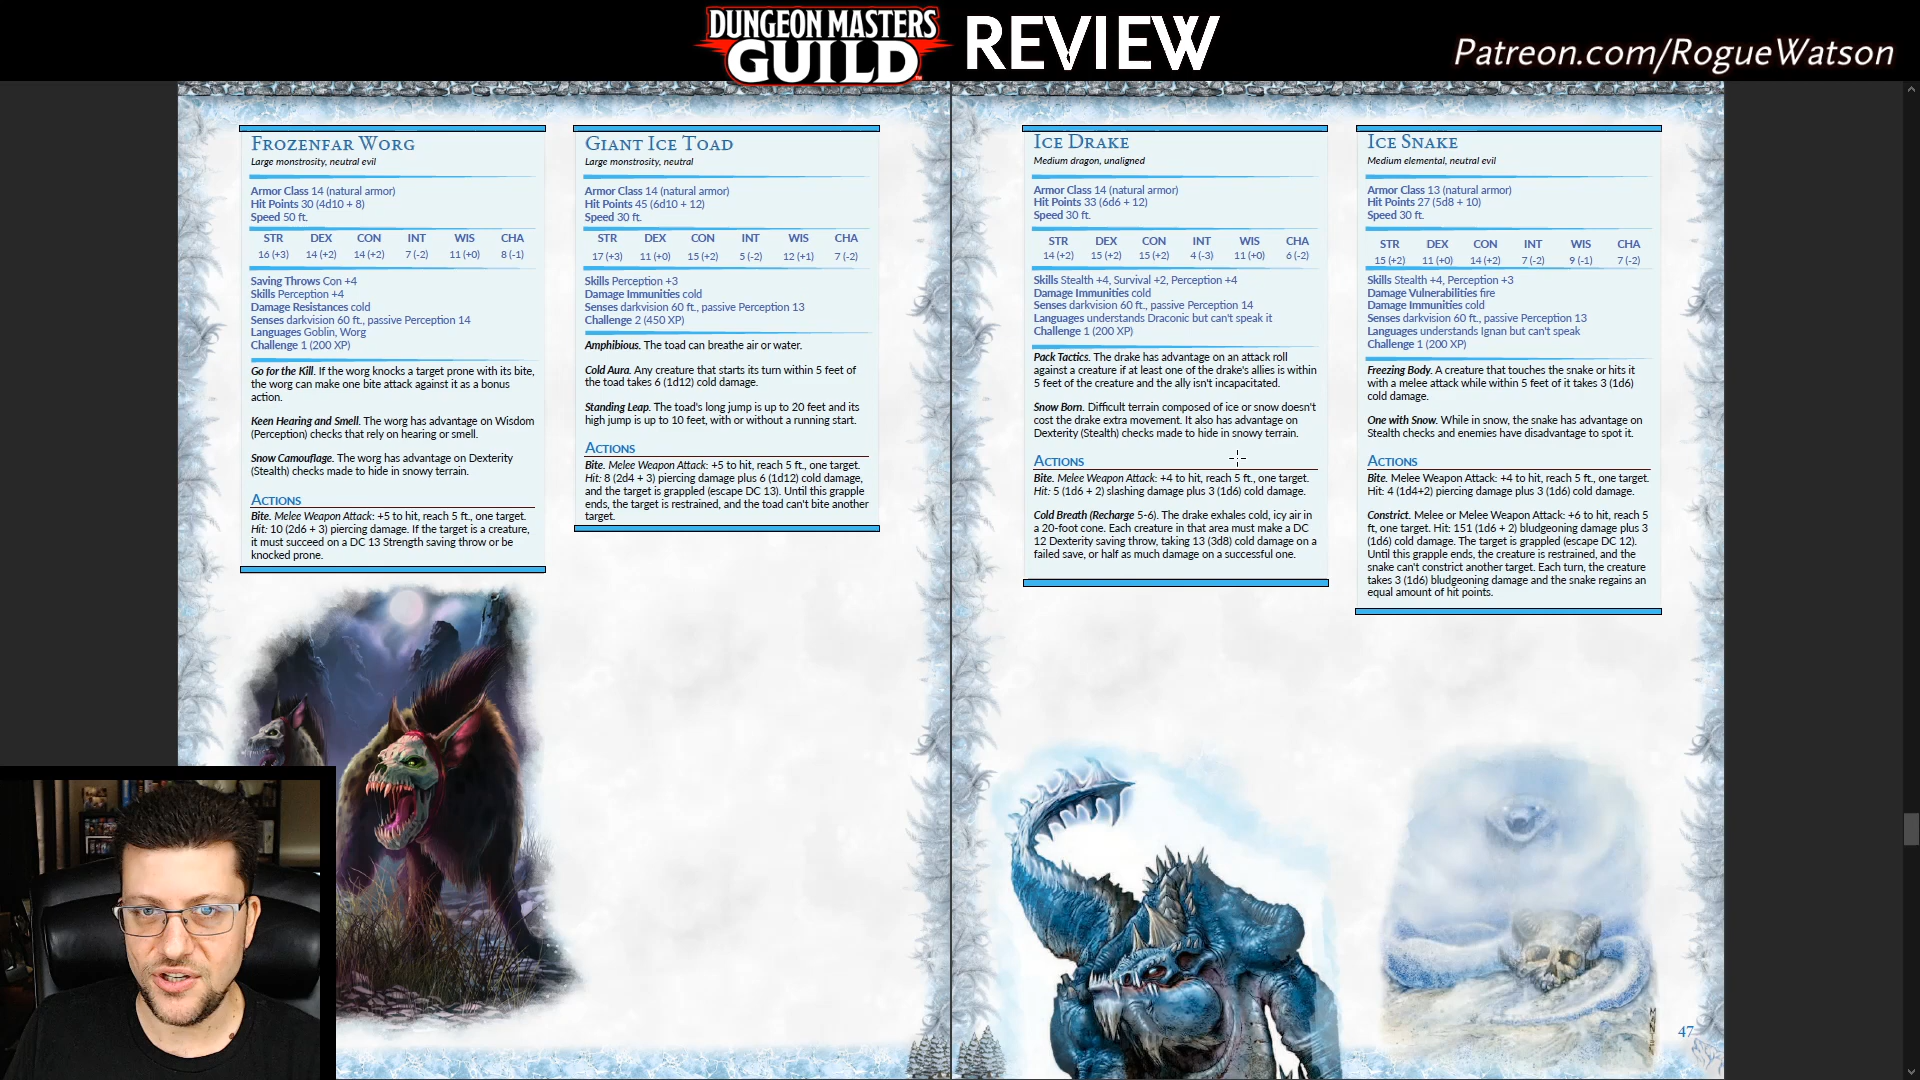 DUNGEON MASTERS
GUILD
REVIEW
Patreon.com/RogueWatson
Frozenfar Worg
Large monstrosity, neutral evil
Armor Class 14 (natural armor)
Hit Points 30 (4d10 + 8)
Speed 50 ft.
STR DEX CON INT WIS CHA
16 (+3) 14 (+2) 14 (+2) 7 (-2) 11 (+0) 8 (-1)
Saving Throws Con +4
Skills Perception +4
Damage Resistances cold
Senses darkvision 60 ft., passive Perception 14
Languages Goblin, Worg
Challenge 1 (200 XP)
Go for the Kill. If the worg knocks a target prone with its bite,
the worg can make one bite attack against it as a bonus
action.
Keen Hearing and Smell. The worg has advantage on Wisdom
(Perception) checks that rely on hearing or smell.
Snow Camouflage. The worg has advantage on Dexterity
(Stealth) checks made to hide in snowy terrain.
Actions
Bite. Melee Weapon Attack: +5 to hit, reach 5 ft., one target.
Hit: 10 (2d6 + 3) piercing damage. If the target is a creature,
it must succeed on a DC 13 Strength saving throw or be
knocked prone.
Giant Ice Toad
Large monstrosity, neutral
Armor Class 14 (natural armor)
Hit Points 45 (6d10 + 12)
Speed 30 ft.
STR DEX CON INT WIS CHA
17 (+3) 11 (+0) 15 (+2) 5 (-2) 12 (+1) 7 (-2)
Skills Perception +3
Damage Immunities cold
Senses darkvision 60 ft., passive Perception 13
Challenge 2 (450 XP)
Amphibious. The toad can breathe air or water.
Cold Aura. Any creature that starts its turn within 5 feet of
the toad takes 6 (1d12) cold damage.
Standing Leap. The toad's long jump is up to 20 feet and its
high jump is up to 10 feet, with or without a running start.
Actions
Bite. Melee Weapon Attack: +5 to hit, reach 5 ft., one target.
Hit: 8 (2d4 + 3) piercing damage plus 6 (1d12) cold damage,
and the target is grappled (escape DC 13). Until this grapple
ends, the target is restrained, and the toad can't bite another
target.
Ice Drake
Medium dragon, unaligned
Armor Class 14 (natural armor)
Hit Points 33 (6d6 + 12)
Speed 30 ft.
STR DEX CON INT WIS CHA
14 (+2) 15 (+2) 15 (+2) 4 (-3) 11 (+0) 6 (-2)
Skills Stealth +4, Survival +2, Perception +4
Damage Immunities cold
Senses darkvision 60 ft., passive Perception 14
Languages understands Draconic but can't speak it
Challenge 1 (200 XP)
Pack Tactics. The drake has advantage on an attack roll
against a creature if at least one of the drake's allies is within
5 feet of the creature and the ally isn't incapacitated.
Snow Born. Difficult terrain composed of ice or snow doesn't
cost the drake extra movement. It also has advantage on
Dexterity (Stealth) checks made to hide in snowy terrain.
Actions
Bite. Melee Weapon Attack: +4 to hit, reach 5 ft., one target.
Hit: 5 (1d6 + 2) slashing damage plus 3 (1d6) cold damage.
Cold Breath (Recharge 5-6). The drake exhales cold, icy air in
a 20-foot cone. Each creature in that area must make a DC
12 Dexterity saving throw, taking 13 (3d8) cold damage on a
failed save, or half as much damage on a successful one.
Ice Snake
Medium elemental, neutral evil
Armor Class 13 (natural armor)
Hit Points 27 (5d8 + 10)
Speed 30 ft.
STR DEX CON INT WIS CHA
15 (+2) 11 (+0) 14 (+2) 7 (-2) 9 (-1) 7 (-2)
Skills Stealth +4, Perception +3
Damage Vulnerabilities fire
Damage Immunities cold
Senses darkvision 60 ft., passive Perception 13
Languages understands Ignan but can't speak
Challenge 1 (200 XP)
Freezing Body. A creature that touches the snake or hits it
with a melee attack while within 5 feet of it takes 3 (1d6)
cold damage.
One with Snow. While in snow, the snake has advantage on
Stealth checks and enemies have disadvantage to spot it.
Actions
Bite. Melee Weapon Attack: +4 to hit, reach 5 ft., one target.
Hit: 4 (1d4+2) piercing damage plus 3 (1d6) cold damage.
Constrict. Melee or Melee Weapon Attack: +6 to hit, reach 5
ft, one target. Hit: 151 (1d6 + 2) bludgeoning damage plus 3
(1d6) cold damage. The target is grappled (escape DC 12).
Until this grapple ends, the creature is restrained, and the
snake can't constrict another target. Each turn, the creature
takes 3 (1d6) bludgeoning damage and the snake regains an
equal amount of hit points.
47